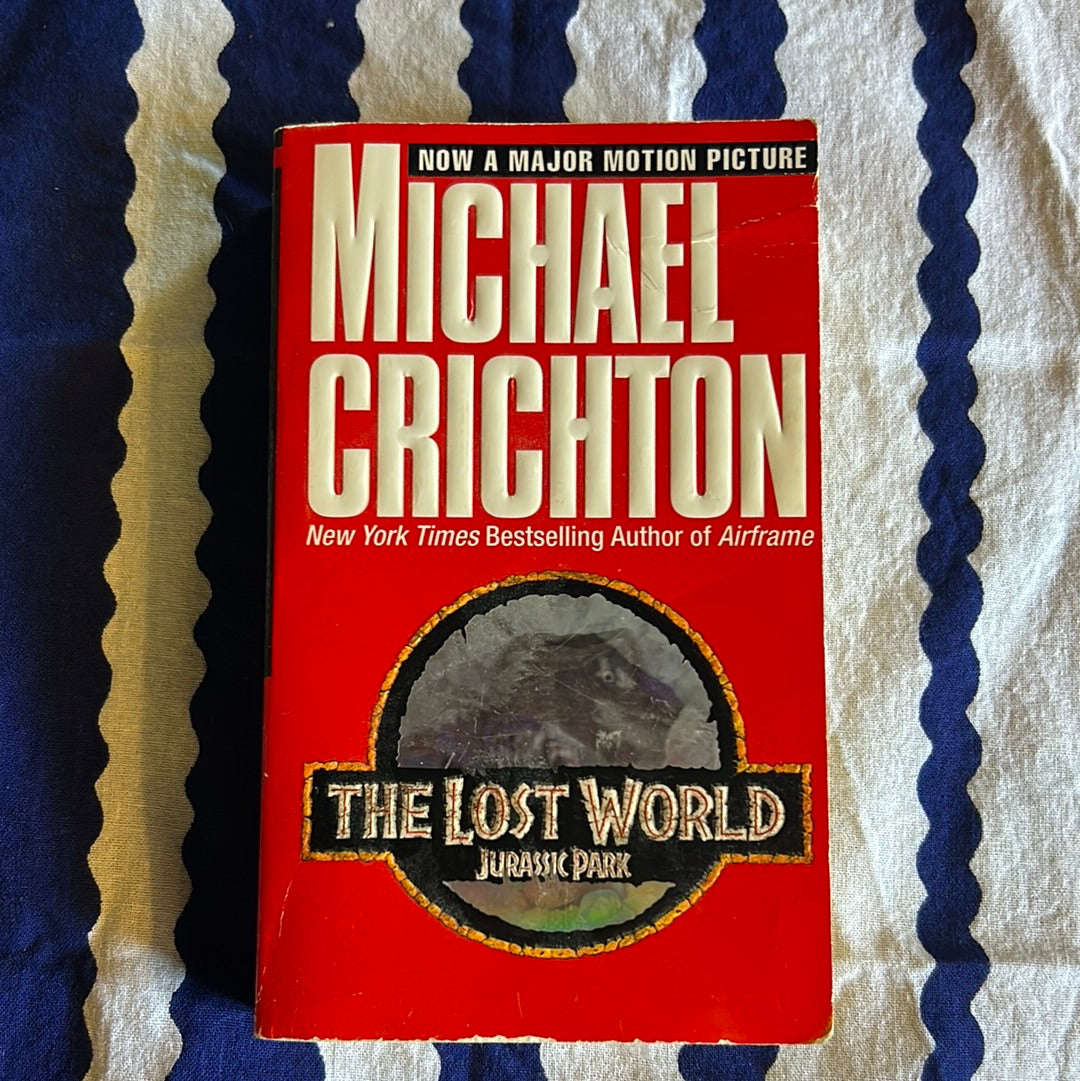 NOW A MAJOR MOTION PICTURE
MICHAEL
CRICHTON
New York Times Bestselling Author of Airframe
THE LOST WORLD
JURASSIC PARK